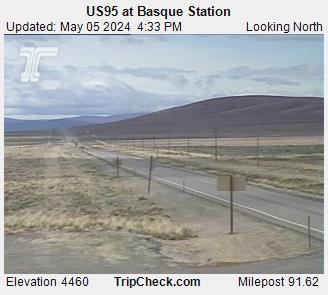 US95 at Basque Station
Updated: May 05 2024 4:33 PM Looking North
Elevation 4460 TripCheck.com Milepost 91.62